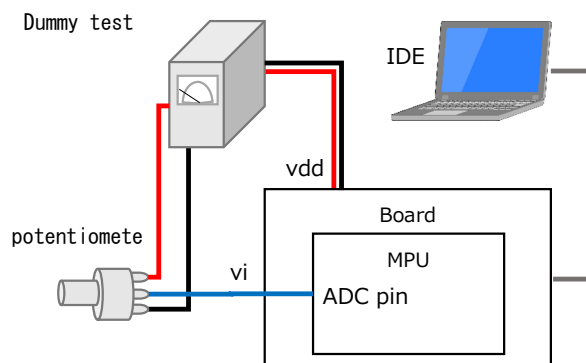 Dummy test
IDE
vdd
Board
potentiomete
MPU
vi
ADC pin